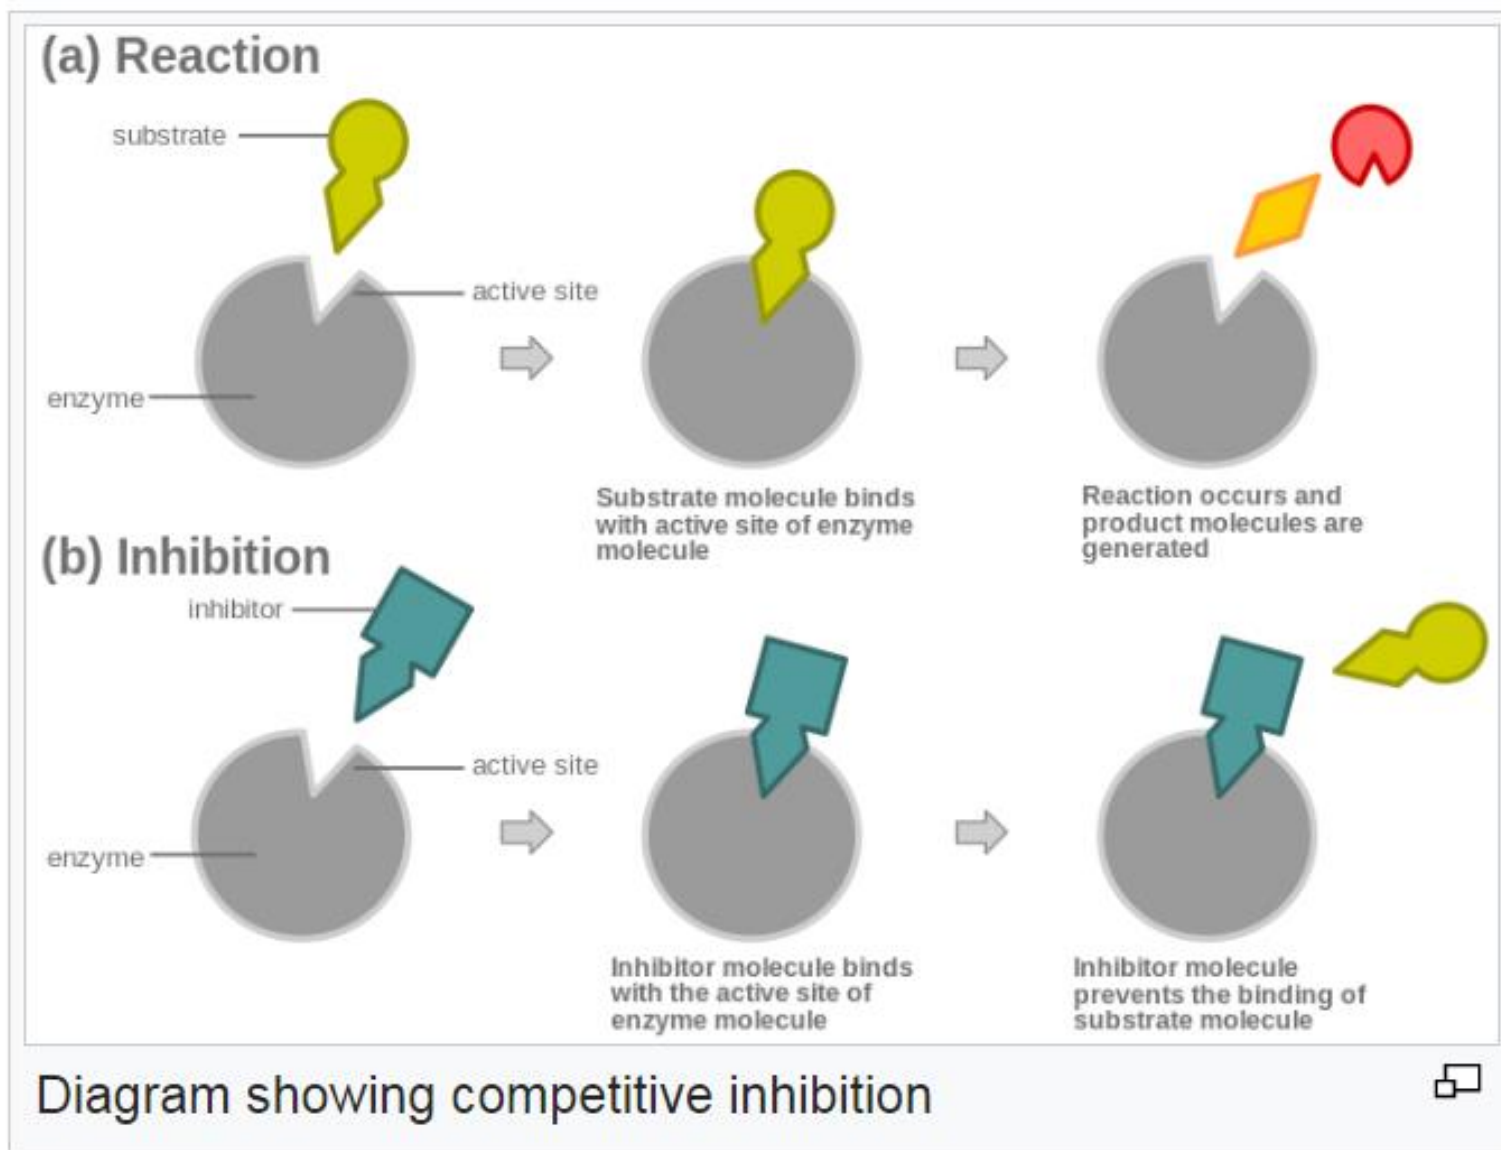 (a) Reaction
substrate
active site
enzyme
Substrate molecule binds
with active site of enzyme
molecule
Reaction occurs and
product molecules are
generated
(b) Inhibition
inhibitor
active site
enzyme
Inhibitor molecule binds
with the active site of
enzyme molecule
Inhibitor molecule
prevents the binding of
substrate molecule
Diagram showing competitive inhibition